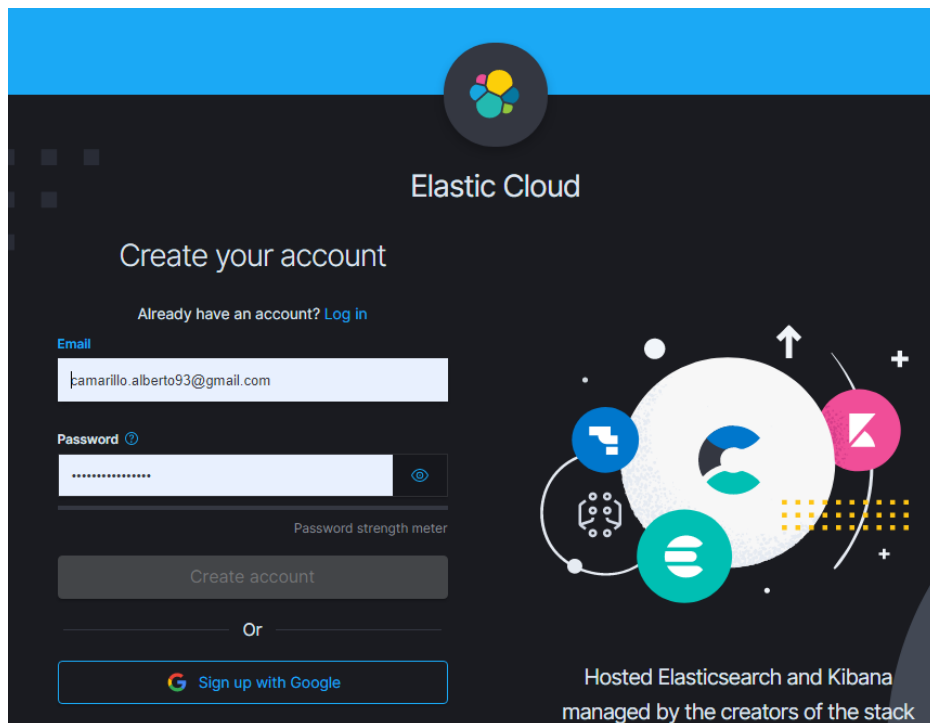 Elastic Cloud
Create your account
Already have an account? Log in
Email
camarillo.alberto93@gmail.com
Password
••••••••••••••••
Password strength meter
Create account
Or
Sign up with Google
Hosted Elasticsearch and Kibana
managed by the creators of the stack